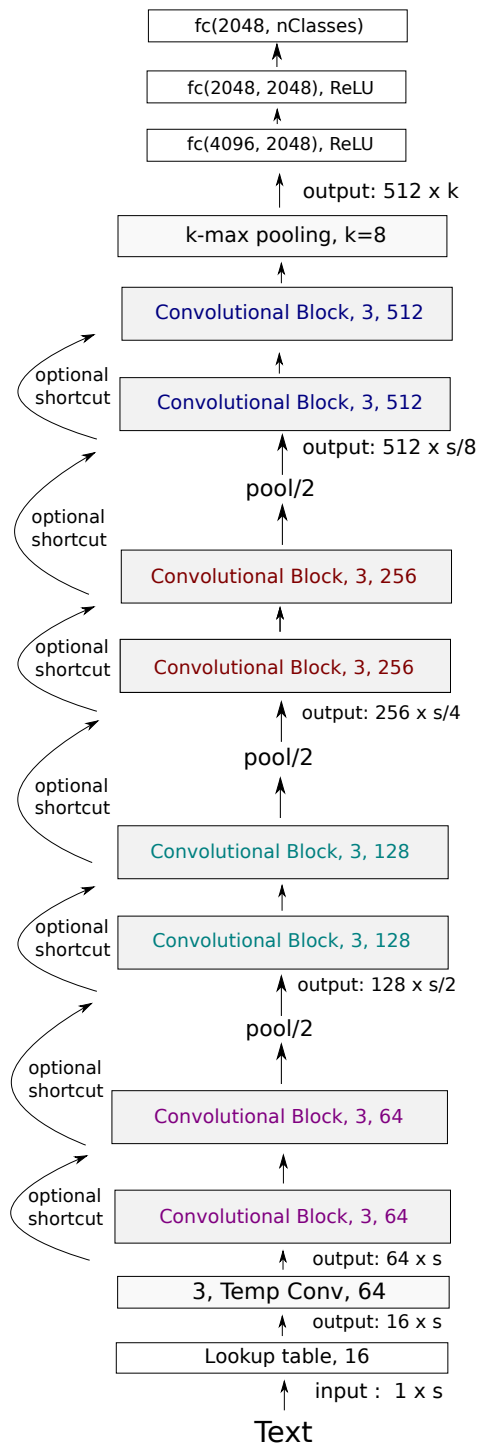 fc(2048, nClasses)
fc(2048, 2048), ReLU
fc(4096, 2048), ReLU
output: 512 x k
k-max pooling, k=8
Convolutional Block, 3, 512
optional
shortcut
Convolutional Block, 3, 512
output: 512 x s/8
pool/2
optional
shortcut
Convolutional Block, 3, 256
optional
shortcut
Convolutional Block, 3, 256
output: 256 x s/4
pool/2
optional
shortcut
Convolutional Block, 3, 128
optional
shortcut
Convolutional Block, 3, 128
output: 128 x s/2
pool/2
optional
shortcut
Convolutional Block, 3, 64
optional
shortcut
Convolutional Block, 3, 64
output: 64 x s
3, Temp Conv, 64
output: 16 x s
Lookup table, 16
input : 1 x s
Text